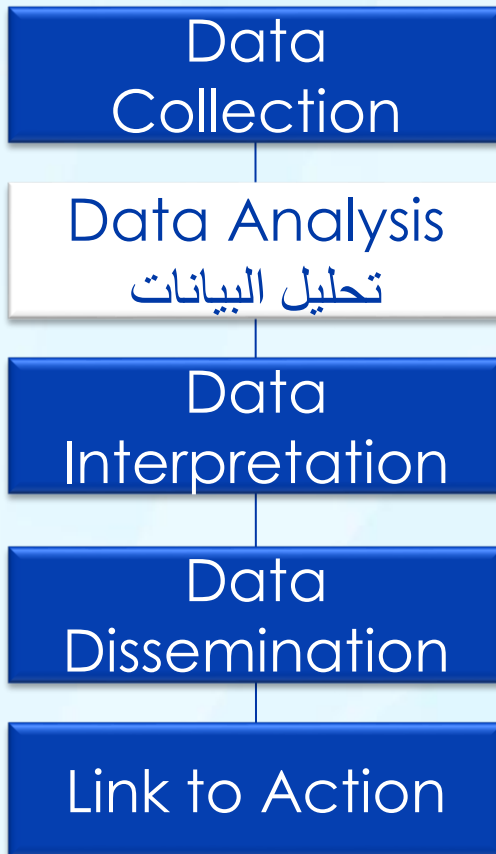 Data
Collection
Data Analysis
تحليل البيانات
Data
Interpretation
Data
Dissemination
Link to Action